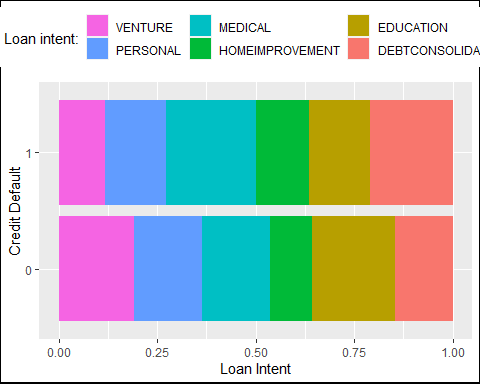 Loan intent:
VENTURE MEDICAL EDUCATION
PERSONAL HOMEIMPROVEMENT DEBTCONSOLIDA
Credit Default
1
0
0.00 0.25 0.50 0.75 1.00
Loan Intent